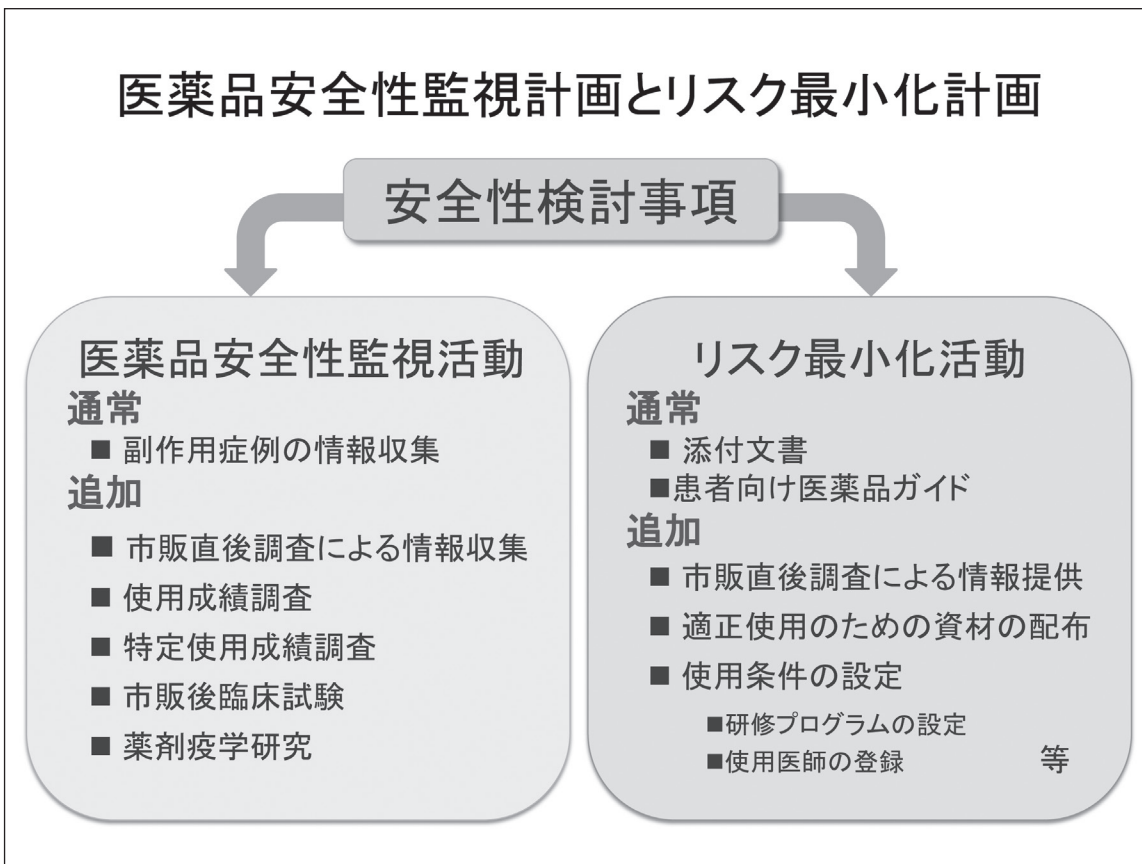 医薬品安全性監視計画とリスク最小化計画
安全性検討事項
医薬品安全性監視活動
通常
■ 副作用症例の情報収集
追加
■ 市販直後調査による情報収集
■ 使用成績調査
■ 特定使用成績調査
■ 市販後臨床試験
■ 薬剤疫学研究
リスク最小化活動
通常
■ 添付文書
■患者向け医薬品ガイド
追加
■ 市販直後調査による情報提供
■ 適正使用のための資材の配布
■ 使用条件の設定
■研修プログラムの設定
■使用医師の登録 等